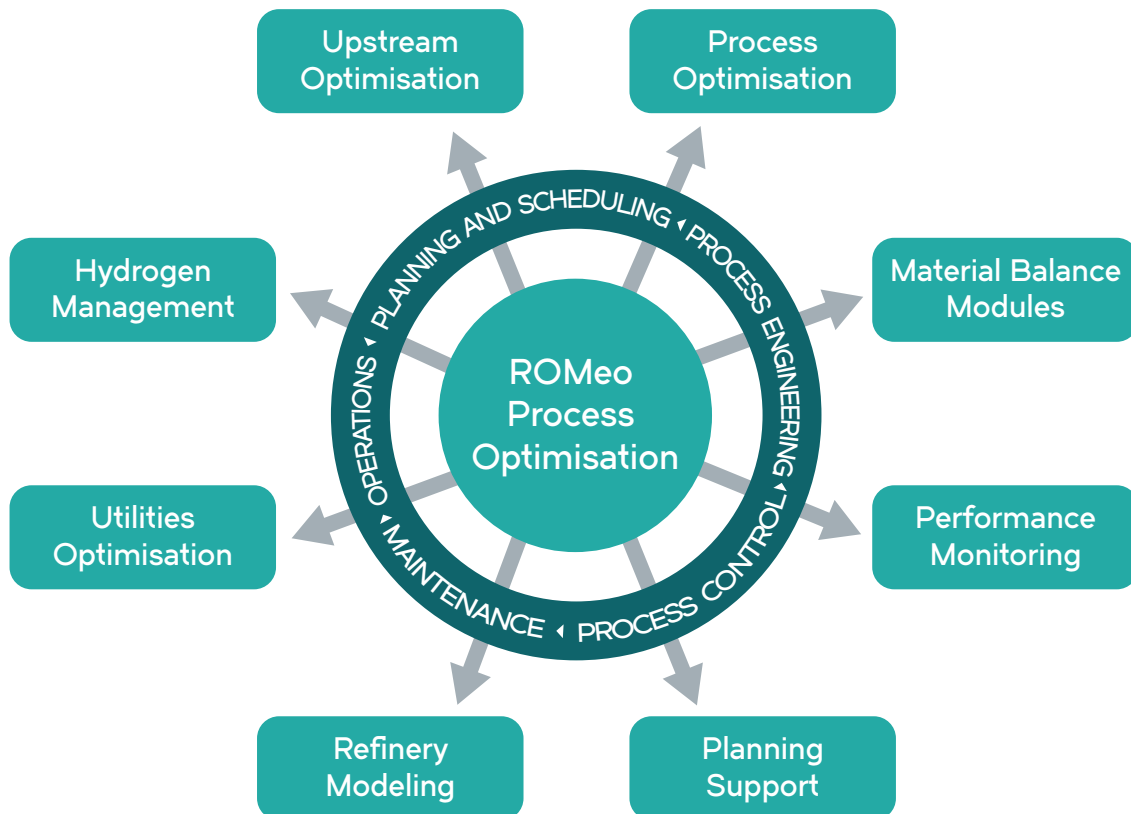 Upstream
Optimisation
Process
Optimisation
Hydrogen
Management
Material Balance
Modules
PLANNING AND SCHEDULING
PROCESS ENGINEERING
PROCESS CONTROL
MAINTENANCE
OPERATIONS
ROMeo
Process
Optimisation
Utilities
Optimisation
Performance
Monitoring
Refinery
Modeling
Planning
Support